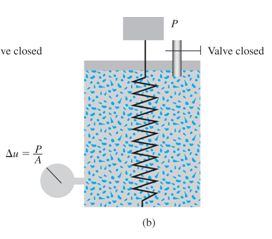 P
ve closed
Valve closed
Δu = P/A
(b)